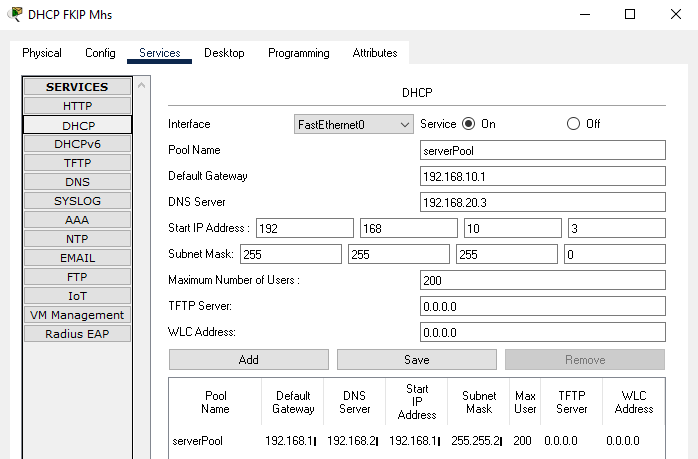 DHCP FKIP Mhs
Physical Config Services Desktop Programming Attributes
SERVICES
HTTP
DHCP
DHCPv6
TFTP
DNS
SYSLOG
AAA
NTP
EMAIL
FTP
IoT
VM Management
Radius EAP
DHCP
Interface FastEthernet0 Service On Off
Pool Name serverPool
Default Gateway 192.168.10.1
DNS Server 192.168.20.3
Start IP Address : 192 168 10 3
Subnet Mask: 255 255 255 0
Maximum Number of Users : 200
TFTP Server: 0.0.0.0
WLC Address: 0.0.0.0
Add Save Remove
Pool Name Default Gateway DNS Server Start IP Address Subnet Mask Max User TFTP Server WLC Address
serverPool 192.168.1 192.168.2 192.168.1 255.255.2 200 0.0.0.0 0.0.0.0